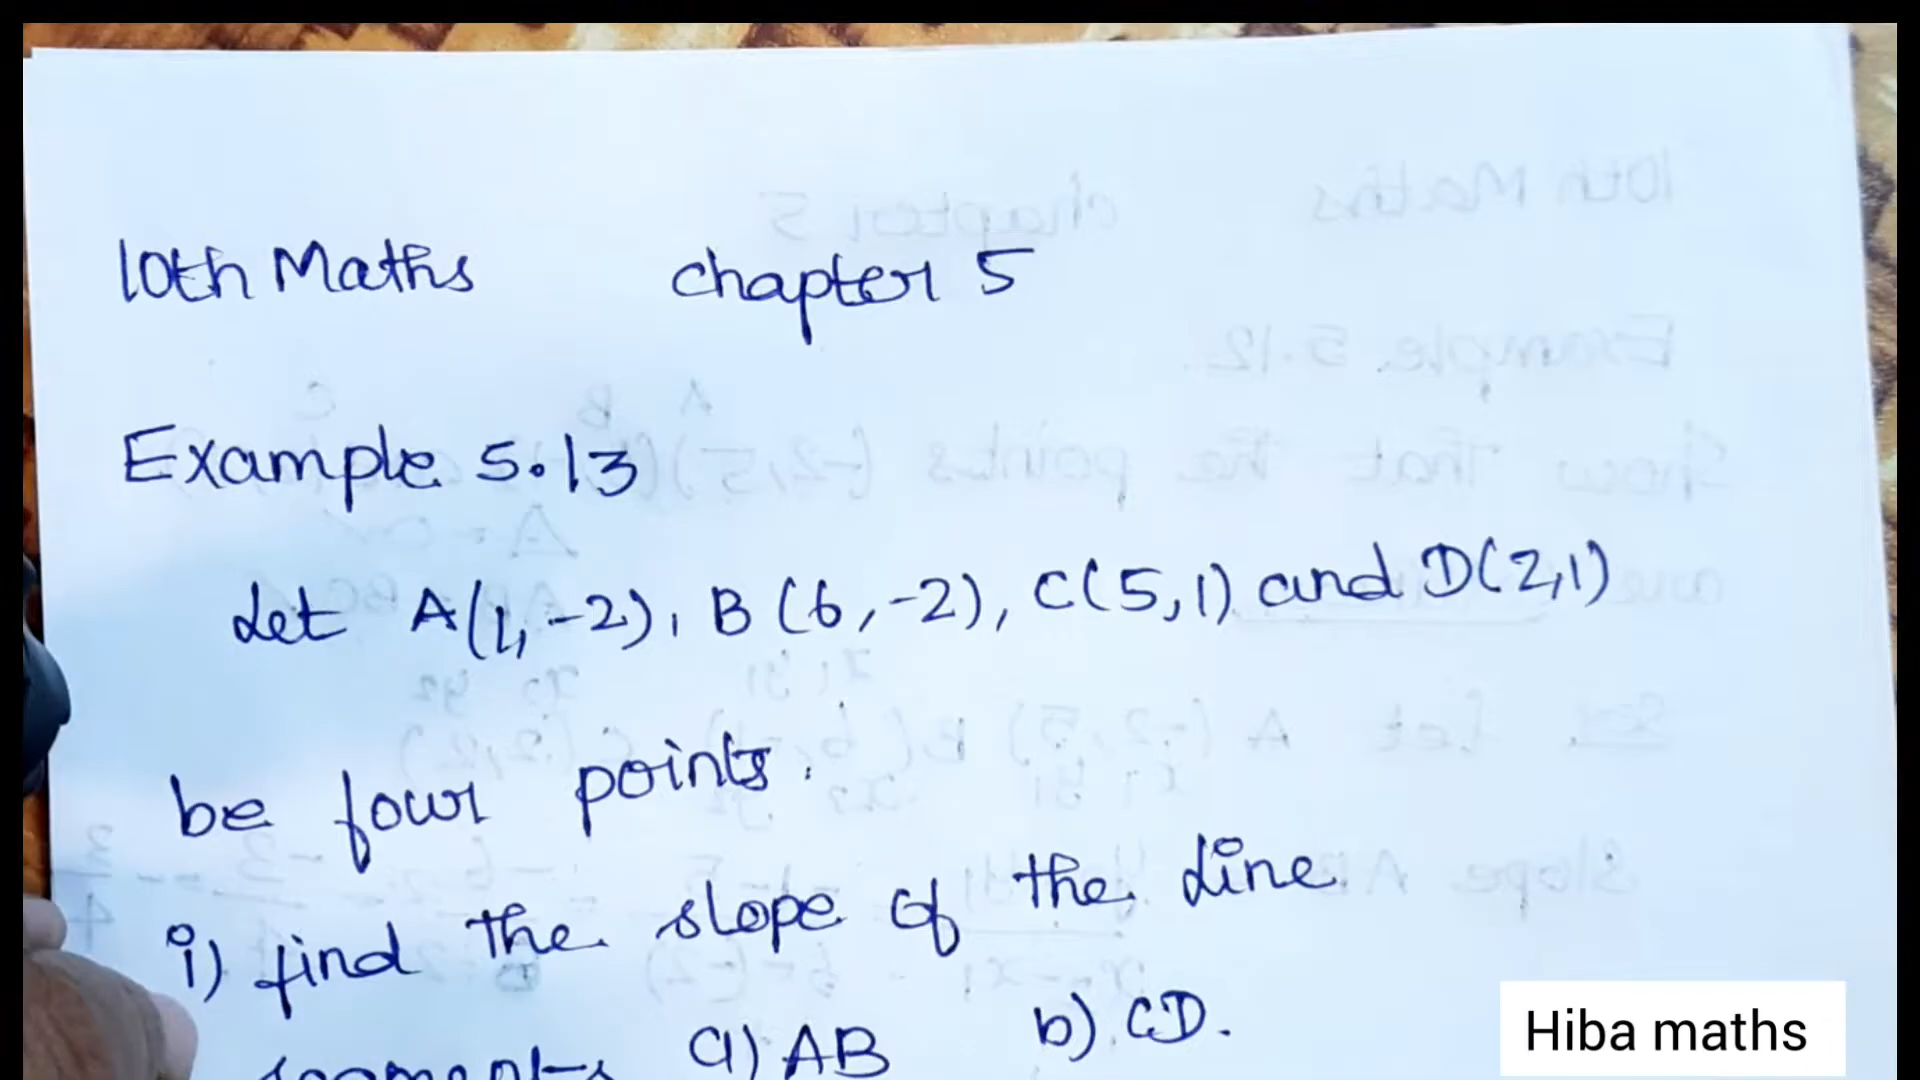 10th Maths chapter 5
Example 5.13
Let A(1,-2), B(6,-2), C(5,1) and D(2,1)
be four points.
i) find the slope of the Line
segments a) AB b) CD.
Hiba maths